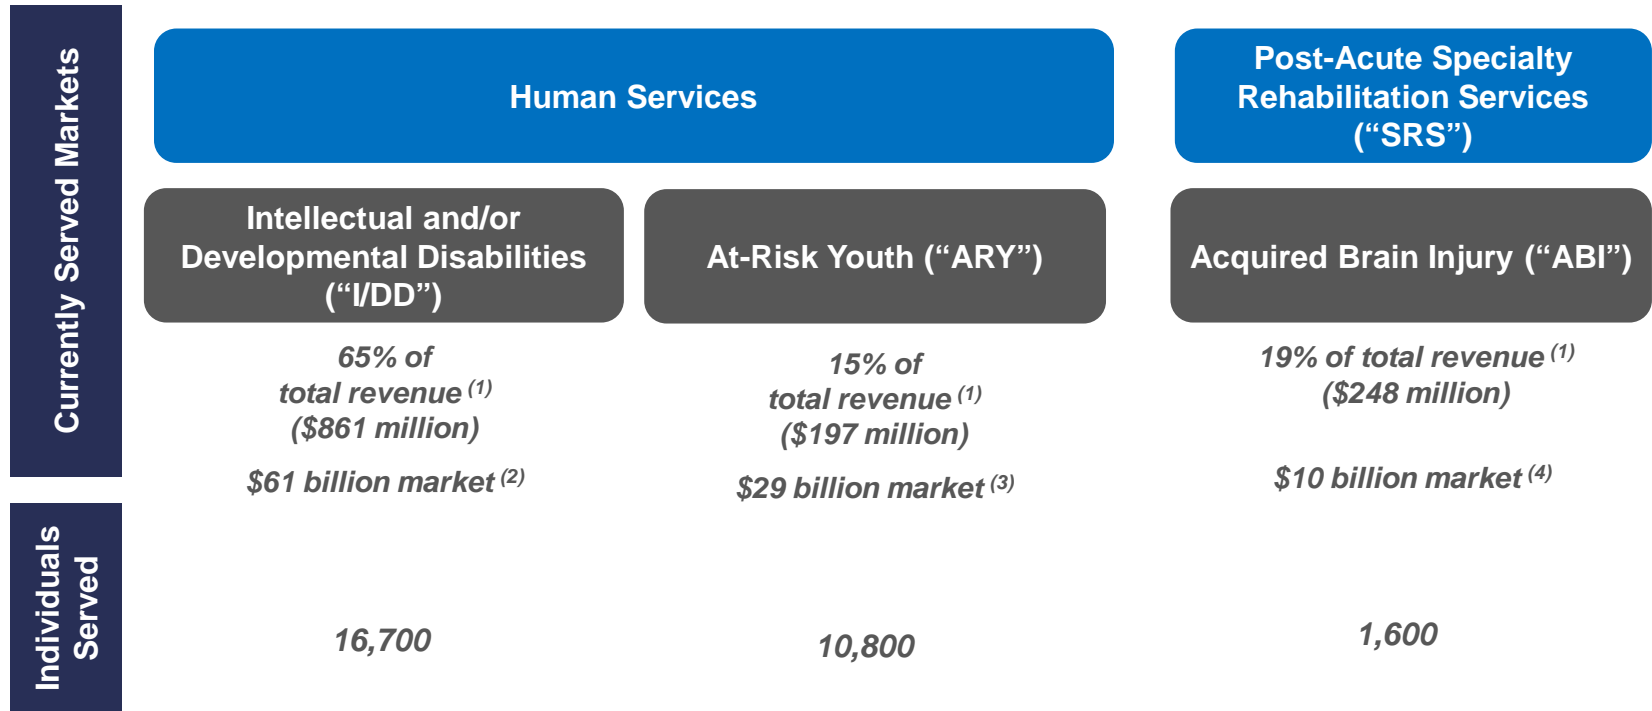 Currently Served Markets
Human Services
Post-Acute Specialty
Rehabilitation Services
(“SRS”)
Intellectual and/or
Developmental Disabilities
(“I/DD”)
At-Risk Youth (“ARY”)
Acquired Brain Injury (“ABI”)
65% of
total revenue (1)
($861 million)
$61 billion market (2)
15% of
total revenue (1)
($197 million)
$29 billion market (3)
19% of total revenue (1)
($248 million)
$10 billion market (4)
Individuals
Served
16,700
10,800
1,600